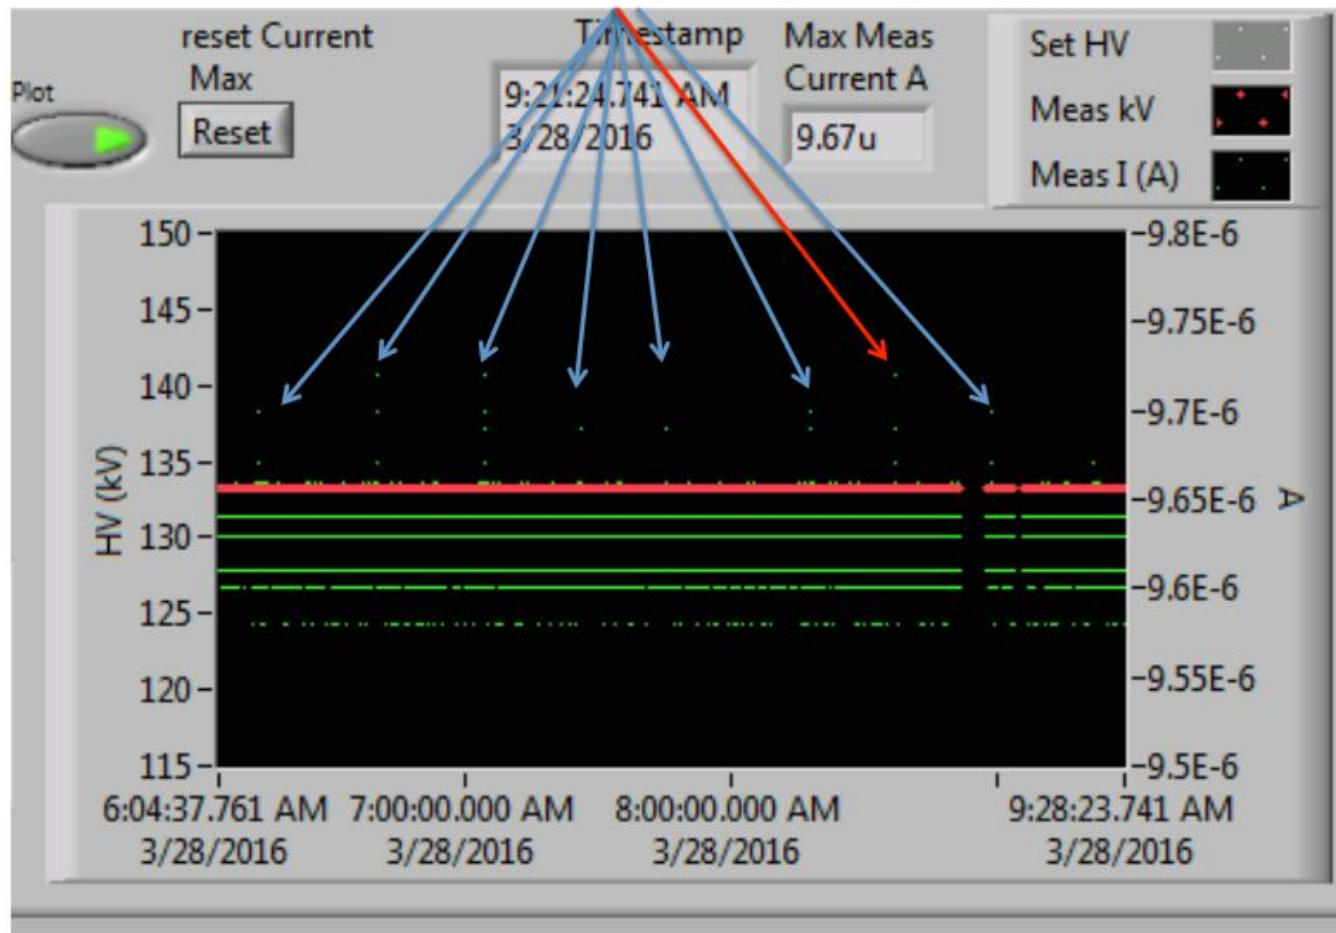 reset Current
Max
Timestamp
Max Meas
Current A
Set HV
Meas kV
Meas I (A)
Plot
Reset
9:21:24.741 AM
3/28/2016
9.67u
150
145
140
135
130
125
120
115
HV (kV)
9.8E-6
9.75E-6
9.7E-6
9.65E-6
9.6E-6
9.55E-6
9.5E-6
A
6:04:37.761 AM
3/28/2016
7:00:00.000 AM
3/28/2016
8:00:00.000 AM
3/28/2016
9:28:23.741 AM
3/28/2016